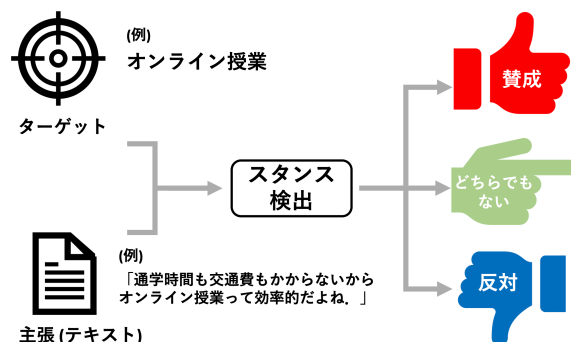 (例)
オンライン授業
ターゲット
スタンス
検出
賛成
どちらでも
ない
反対
(例)
「通学時間も交通費もかからないから
オンライン授業って効率的だよね．」
主張 (テキスト)